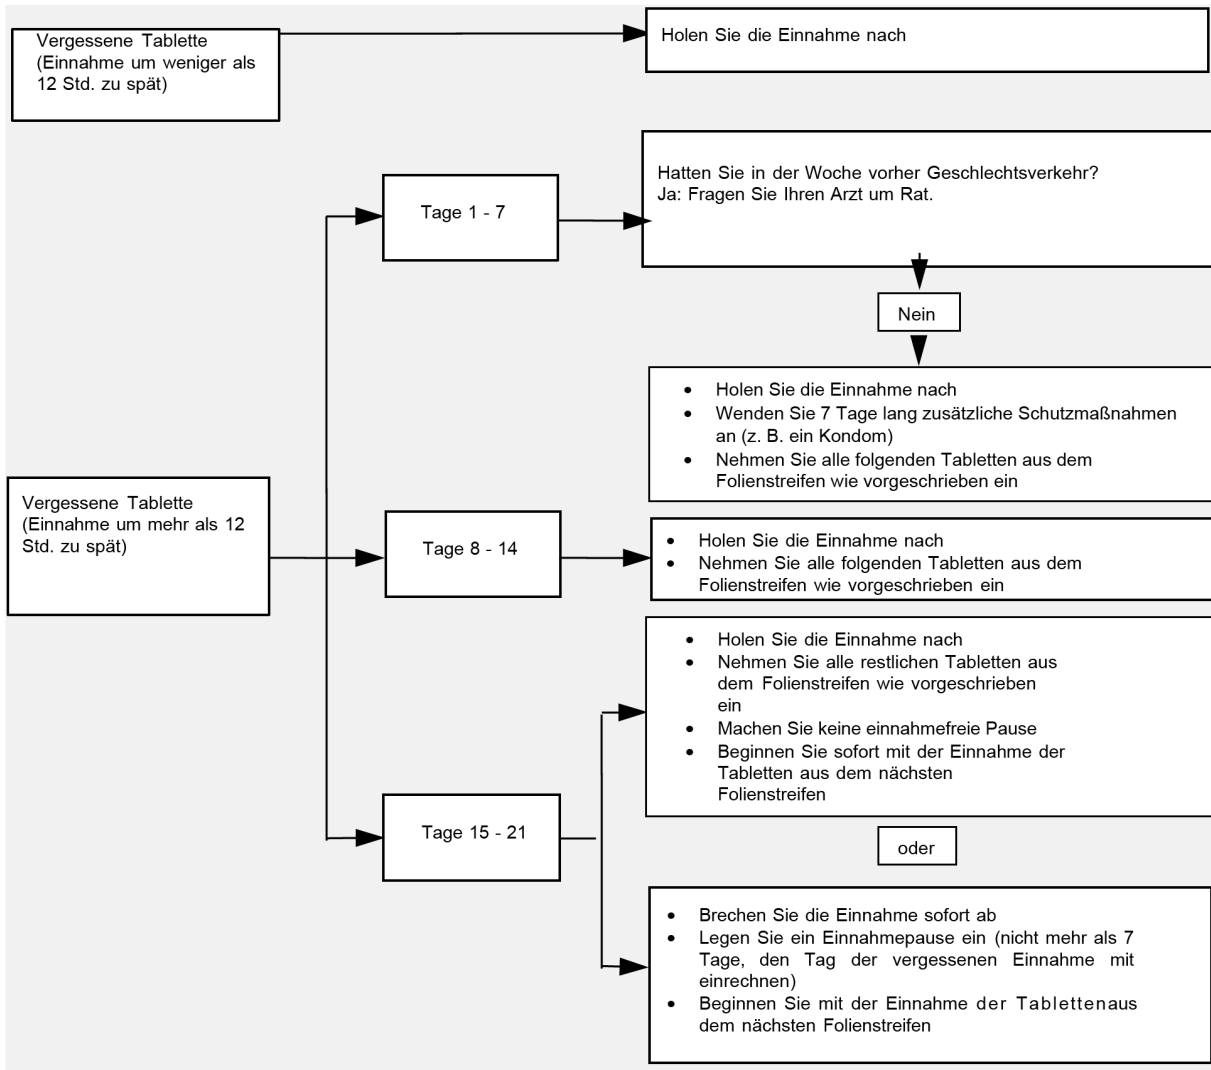 Vergessene Tablette
(Einnahme um weniger als
12 Std. zu spät)
Holen Sie die Einnahme nach
Tage 1 - 7
Hatten Sie in der Woche vorher Geschlechtsverkehr?
Ja: Fragen Sie Ihren Arzt um Rat.
Nein
Holen Sie die Einnahme nach
Wenden Sie 7 Tage lang zusätzliche Schutzmaßnahmen
an (z. B. ein Kondom)
Nehmen Sie alle folgenden Tabletten aus dem
Folienstreifen wie vorgeschrieben ein
Vergessene Tablette
(Einnahme um mehr als 12
Std. zu spät)
Tage 8 - 14
Holen Sie die Einnahme nach
Nehmen Sie alle folgenden Tabletten aus dem
Folienstreifen wie vorgeschrieben ein
Tage 15 - 21
Holen Sie die Einnahme nach
Nehmen Sie alle restlichen Tabletten aus
dem Folienstreifen wie vorgeschrieben
ein
Machen Sie keine einnahmefreie Pause
Beginnen Sie sofort mit der Einnahme der
Tabletten aus dem nächsten
Folienstreifen
oder
Brechen Sie die Einnahme sofort ab
Legen Sie ein Einnahmepause ein (nicht mehr als 7
Tage, den Tag der vergessenen Einnahme mit
einrechnen)
Beginnen Sie mit der Einnahme der Tablettenaus
dem nächsten Folienstreifen